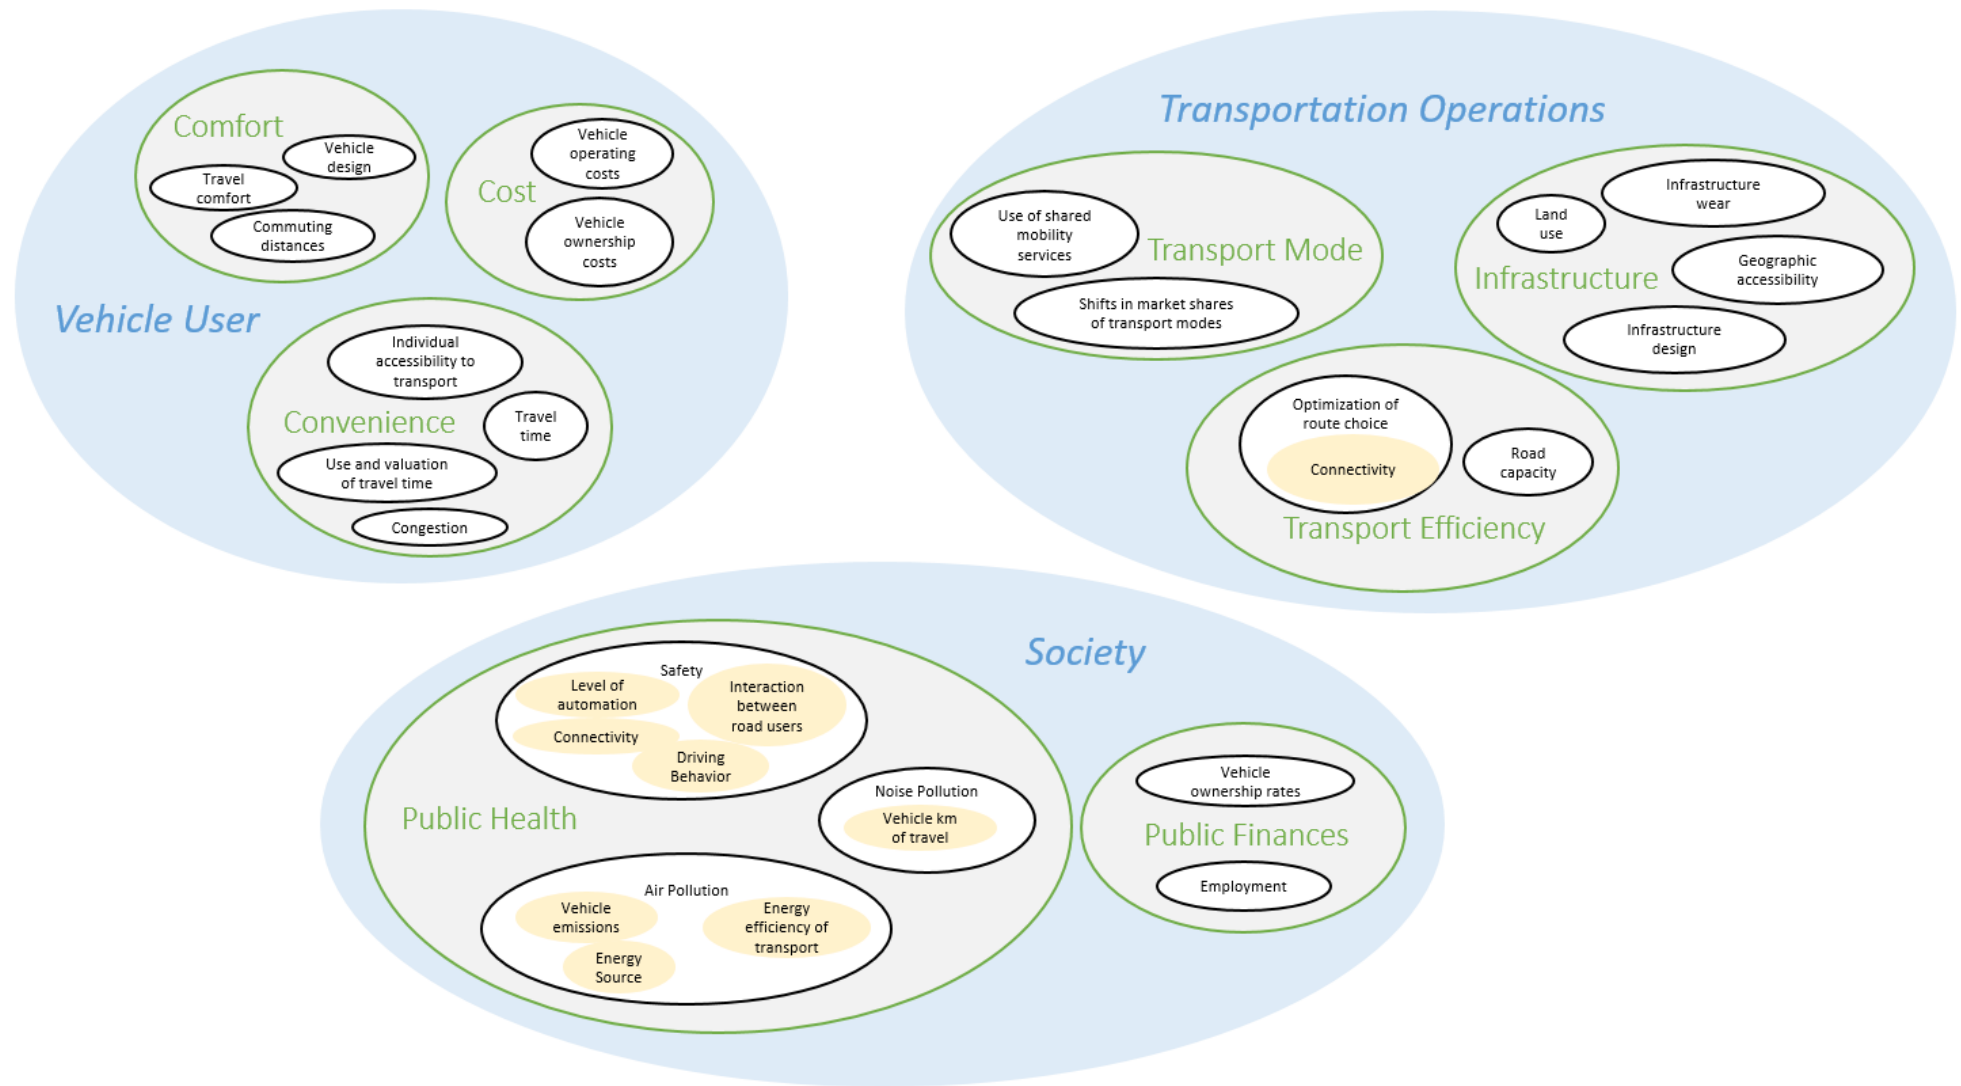 Vehicle User
Comfort
Vehicle
design
Travel
comfort
Commuting
distances
Cost
Vehicle
operating
costs
Vehicle
ownership
costs
Convenience
Individual
accessibility to
transport
Travel
time
Use and valuation
of travel time
Congestion
Transportation Operations
Transport Mode
Use of shared
mobility
services
Shifts in market shares
of transport modes
Infrastructure
Infrastructure
wear
Land
use
Geographic
accessibility
Infrastructure
design
Optimization of
route choice
Connectivity
Road
capacity
Transport Efficiency
Society
Public Health
Safety
Level of
automation
Interaction
between
road users
Connectivity
Driving
Behavior
Noise Pollution
Vehicle km
of travel
Air Pollution
Vehicle
emissions
Energy
efficiency of
transport
Energy
Source
Vehicle
ownership rates
Public Finances
Employment